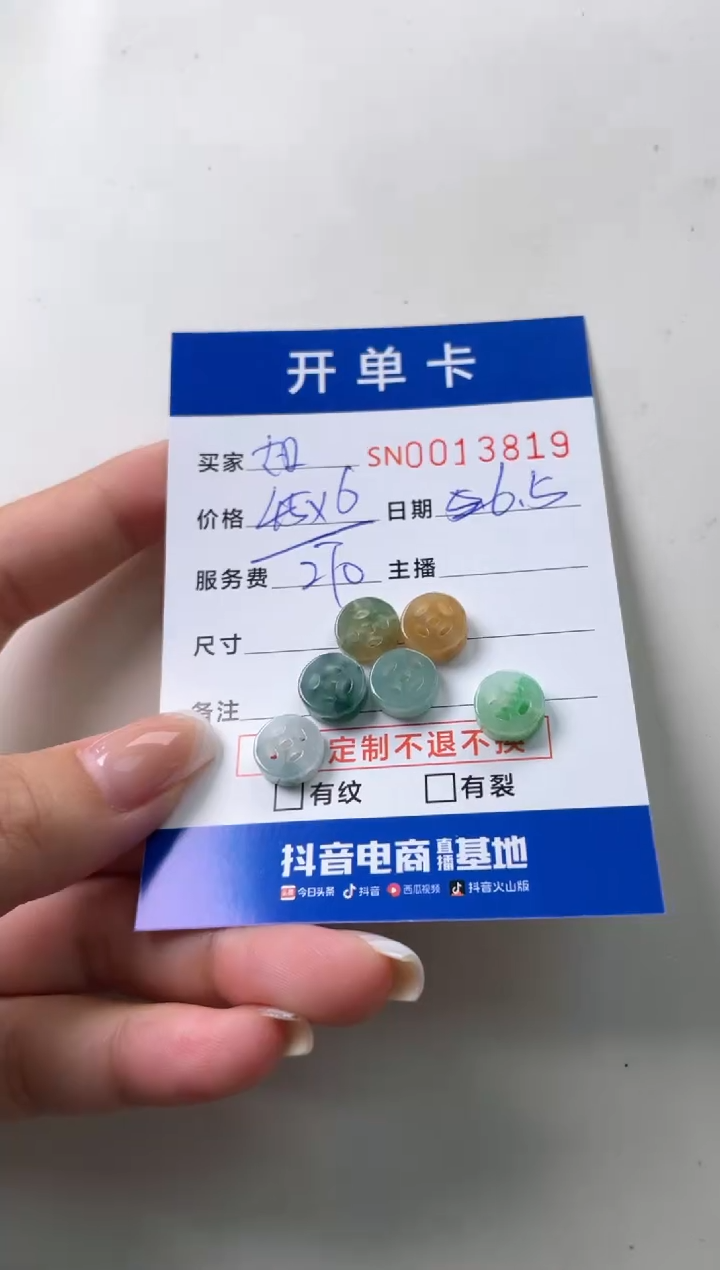 开单卡
买家 SN0013819
价格 45x6 日期 6.5
服务费 270 主播
尺寸
备注
定制不退不换
有纹 有裂
抖音电商直播基地
今日头条 抖音 西瓜视频 抖音火山版